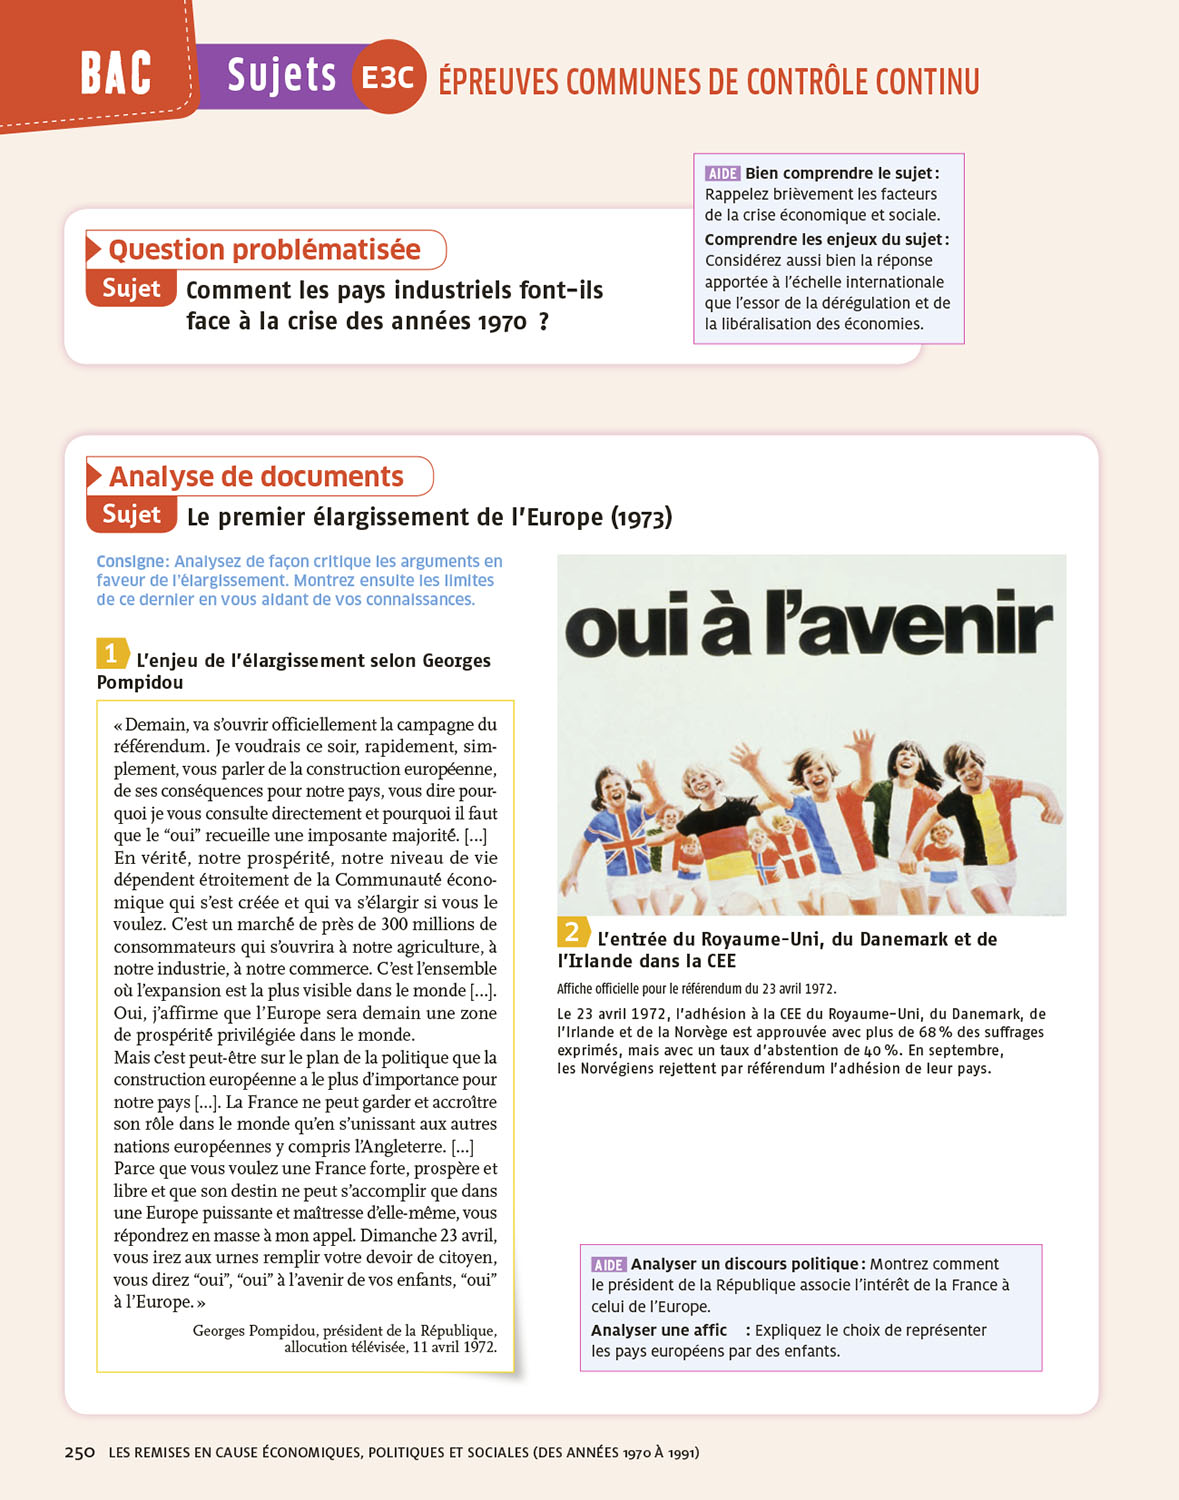 BAC
Sujets E3C ÉPREUVES COMMUNES DE CONTRÔLE CONTINU
AIDE Bien comprendre le sujet :
Rappelez brièvement les facteurs
de la crise économique et sociale.
Comprendre les enjeux du sujet :
Considérez aussi bien la réponse
apportée à l'échelle internationale
que l'essor de la dérégulation et de
la libéralisation des économies.
Question problématisée
Sujet Comment les pays industriels font-ils
face à la crise des années 1970 ?
Analyse de documents
Sujet Le premier élargissement de l'Europe (1973)
Consigne : Analysez de façon critique les arguments en
faveur de l'élargissement. Montrez ensuite les limites
de ce dernier en vous aidant de vos connaissances.
1 L'enjeu de l'élargissement selon Georges
Pompidou
« Demain, va s'ouvrir officiellement la campagne du
référendum. Je voudrais ce soir, rapidement, sim-
plement, vous parler de la construction européenne,
de ses conséquences pour notre pays, vous dire pour-
quoi je vous consulte directement et pourquoi il faut
que le “oui” recueille une imposante majorité. [...]
En vérité, notre prospérité, notre niveau de vie
dépendent étroitement de la Communauté écono-
mique qui s'est créée et qui va s'élargir si vous le
voulez. C'est un marché de près de 300 millions de
consommateurs qui s'ouvrira à notre agriculture, à
notre industrie, à notre commerce. C'est l'ensemble
où l'expansion est la plus visible dans le monde [...].
Oui, j'affirme que l'Europe sera demain une zone
de prospérité privilégiée dans le monde.
Mais c'est peut-être sur le plan de la politique que la
construction européenne a le plus d'importance pour
notre pays [...]. La France ne peut garder et accroître
son rôle dans le monde qu'en s'unissant aux autres
nations européennes y compris l'Angleterre. [...]
Parce que vous voulez une France forte, prospère et
libre et que son destin ne peut s'accomplir que dans
une Europe puissante et maîtresse d'elle-même, vous
répondrez en masse à mon appel. Dimanche 23 avril,
vous irez aux urnes remplir votre devoir de citoyen,
vous direz “oui”, “oui” à l'avenir de vos enfants, “oui”
à l'Europe. »
Georges Pompidou, président de la République,
allocution télévisée, 11 avril 1972.
oui à l'avenir
2 L'entrée du Royaume-Uni, du Danemark et de
l'Irlande dans la CEE
Affiche officielle pour le référendum du 23 avril 1972.
Le 23 avril 1972, l'adhésion à la CEE du Royaume-Uni, du Danemark, de
l'Irlande et de la Norvège est approuvée avec plus de 68 % des suffrages
exprimés, mais avec un taux d'abstention de 40 %. En septembre,
les Norvégiens rejettent par référendum l'adhésion de leur pays.
AIDE Analyser un discours politique : Montrez comment
le président de la République associe l'intérêt de la France à
celui de l'Europe.
Analyser une affic : Expliquez le choix de représenter
les pays européens par des enfants.
250 LES REMISES EN CAUSE ÉCONOMIQUES, POLITIQUES ET SOCIALES (DES ANNÉES 1970 À 1991)